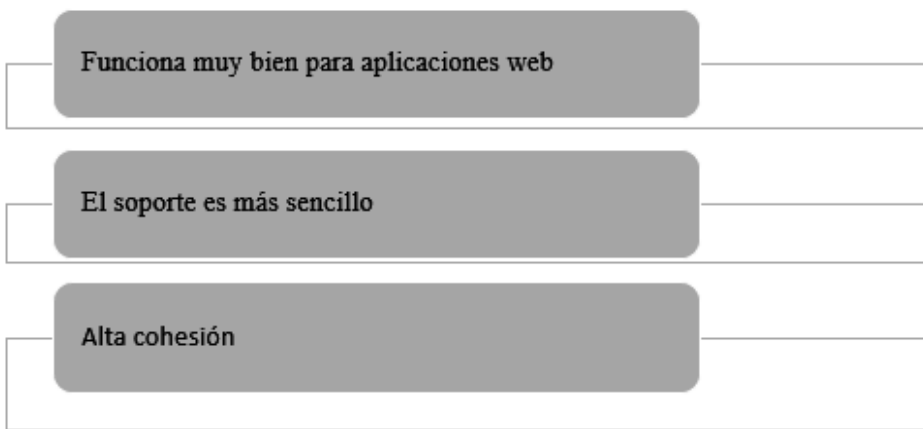 Funciona muy bien para aplicaciones web
El soporte es más sencillo
Alta cohesión